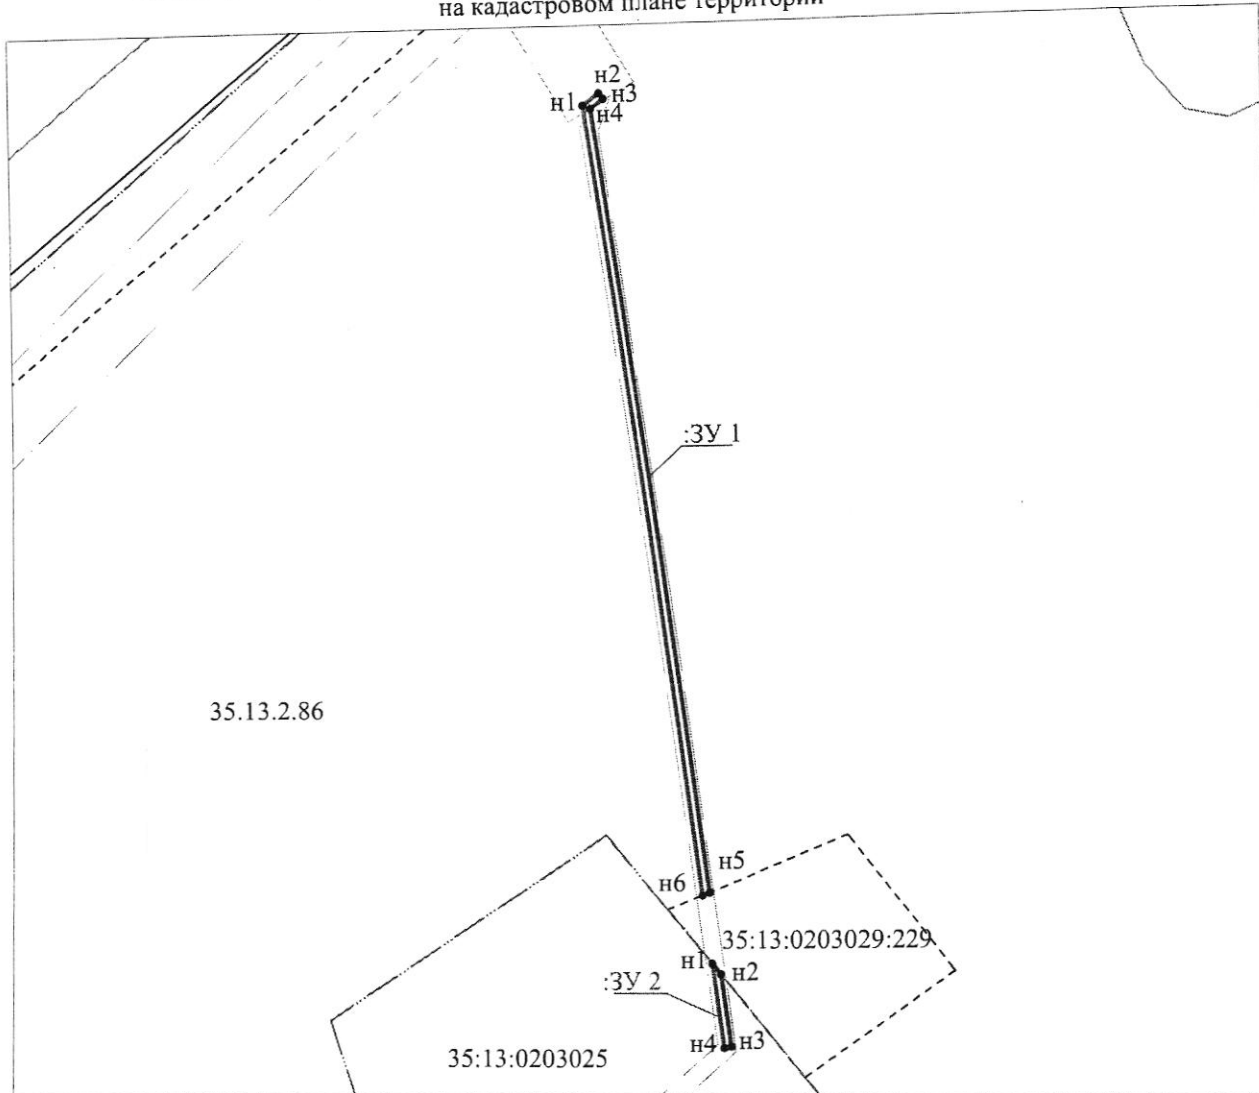 на кадастровом плане территории
н2
н1
н3
н4
:ЗУ 1
35.13.2.86
н5
н6
35:13:0203029:229
н1
н2
:ЗУ 2
н4
н3
35:13:0203025